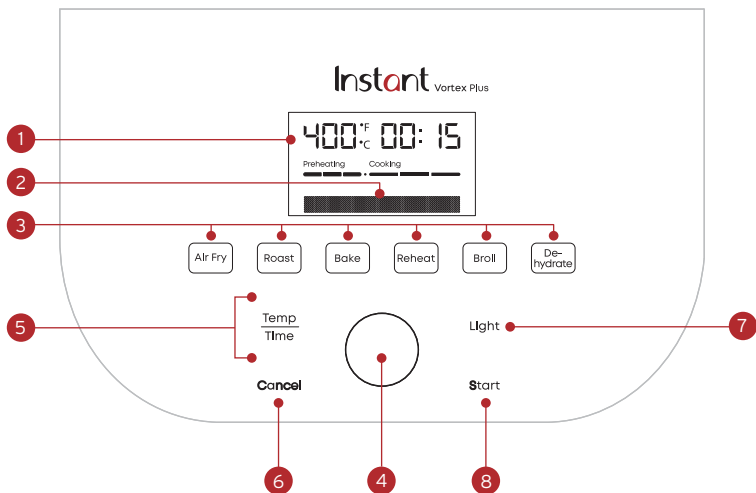 Instant Vortex Plus
1
400°F 00:15
°C
Preheating Cooking
2
3
Air Fry Roast Bake Reheat Broil De-
hydrate
5
Temp
Time
Light
7
Cancel
Start
6
4
8